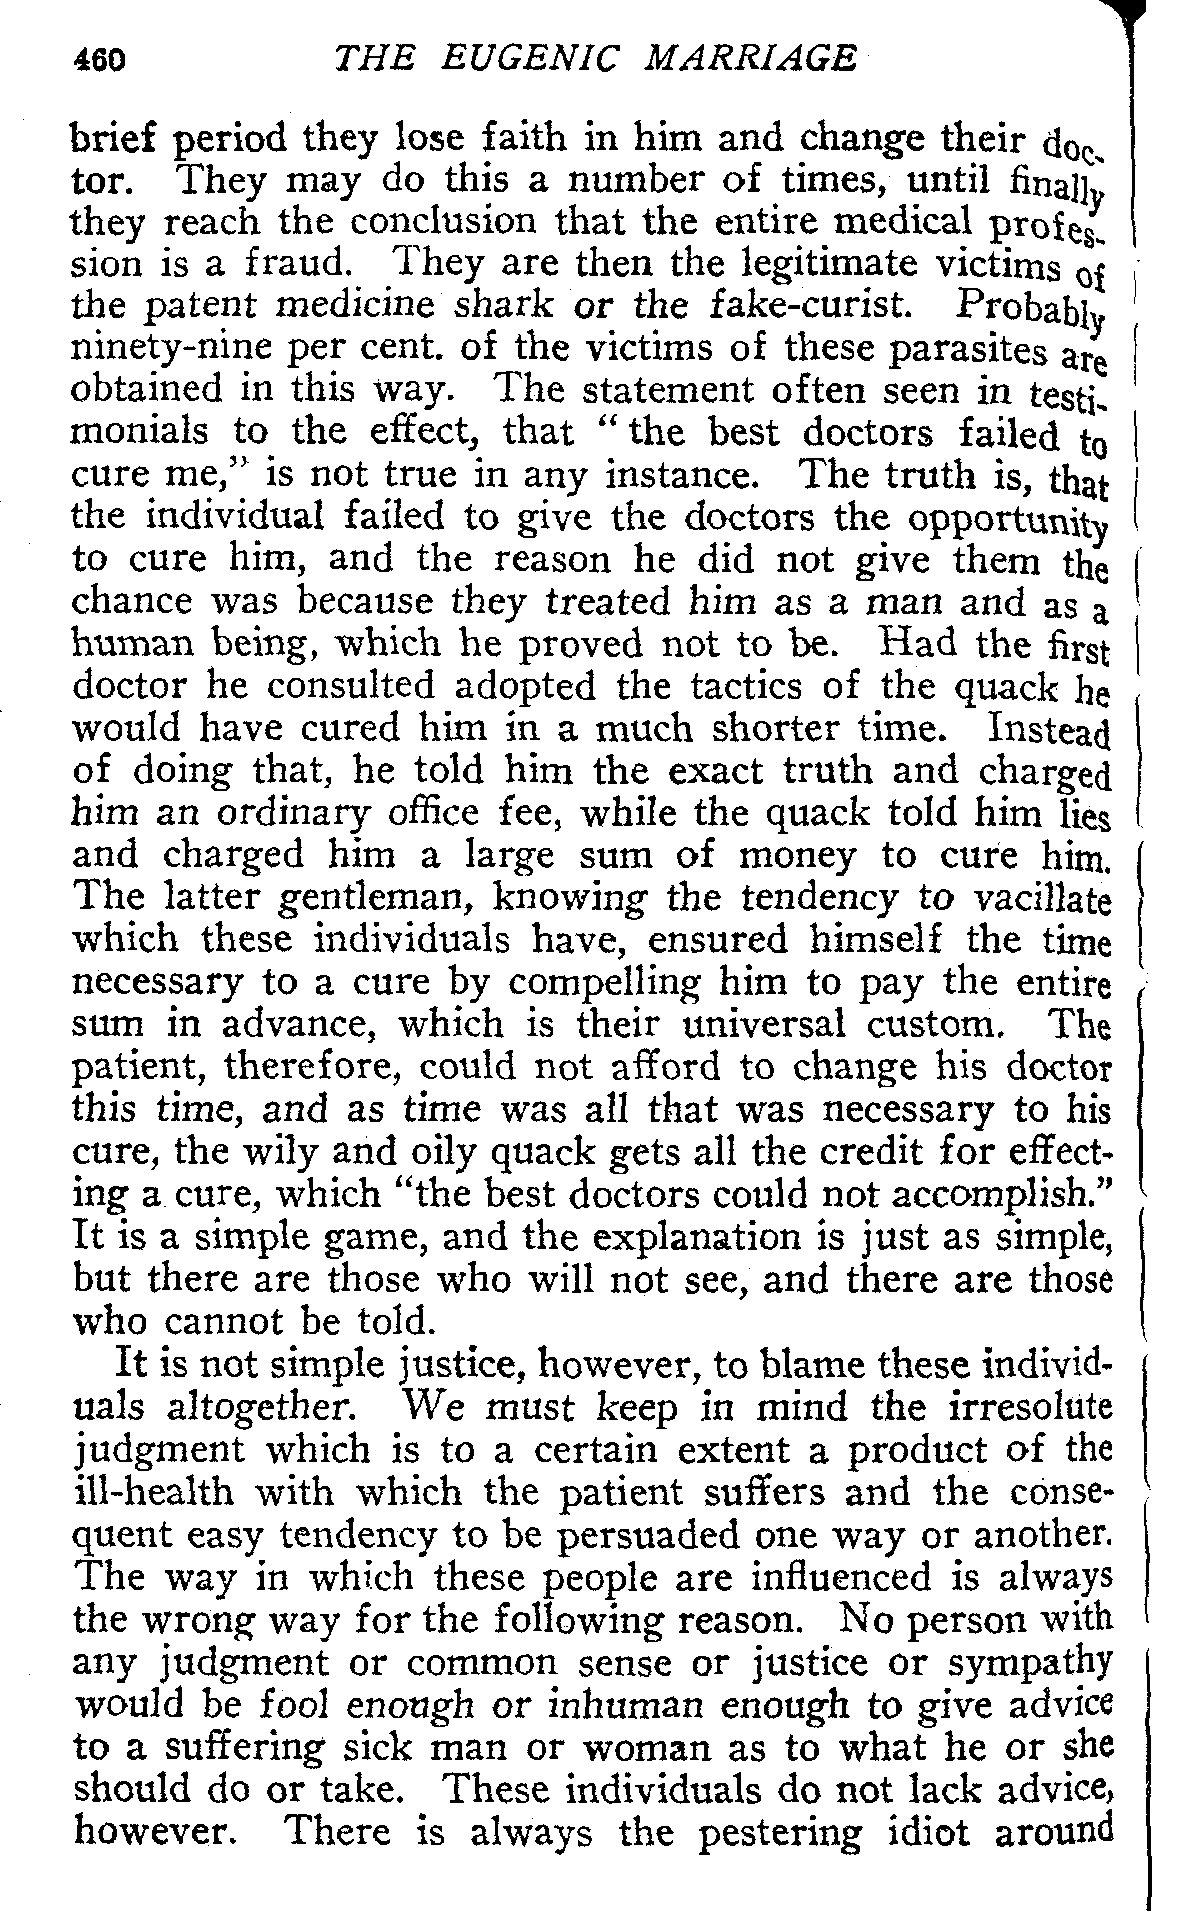 460 THE EUGENIC MARRIAGE
brief period they lose faith in him and change their doc-
tor. They may do this a number of times, until finally
they reach the conclusion that the entire medical profes-
sion is a fraud. They are then the legitimate victims of
the patent medicine shark or the fake-curist. Probably
ninety-nine per cent. of the victims of these parasites are
obtained in this way. The statement often seen in testi-
monials to the effect, that “ the best doctors failed to
cure me,” is not true in any instance. The truth is, that
the individual failed to give the doctors the opportunity
to cure him, and the reason he did not give them the
chance was because they treated him as a man and as a
human being, which he proved not to be. Had the first
doctor he consulted adopted the tactics of the quack he
would have cured him in a much shorter time. Instead
of doing that, he told him the exact truth and charged
him an ordinary office fee, while the quack told him lies
and charged him a large sum of money to cure him.
The latter gentleman, knowing the tendency to vacillate
which these individuals have, ensured himself the time
necessary to a cure by compelling him to pay the entire
sum in advance, which is their universal custom. The
patient, therefore, could not afford to change his doctor
this time, and as time was all that was necessary to his
cure, the wily and oily quack gets all the credit for effect-
ing a cure, which “the best doctors could not accomplish.”
It is a simple game, and the explanation is just as simple,
but there are those who will not see, and there are those
who cannot be told.
It is not simple justice, however, to blame these individ-
uals altogether. We must keep in mind the irresolute
judgment which is to a certain extent a product of the
ill-health with which the patient suffers and the conse-
quent easy tendency to be persuaded one way or another.
The way in which these people are influenced is always
the wrong way for the following reason. No person with
any judgment or common sense or justice or sympathy
would be fool enough or inhuman enough to give advice
to a suffering sick man or woman as to what he or she
should do or take. These individuals do not lack advice,
however. There is always the pestering idiot around